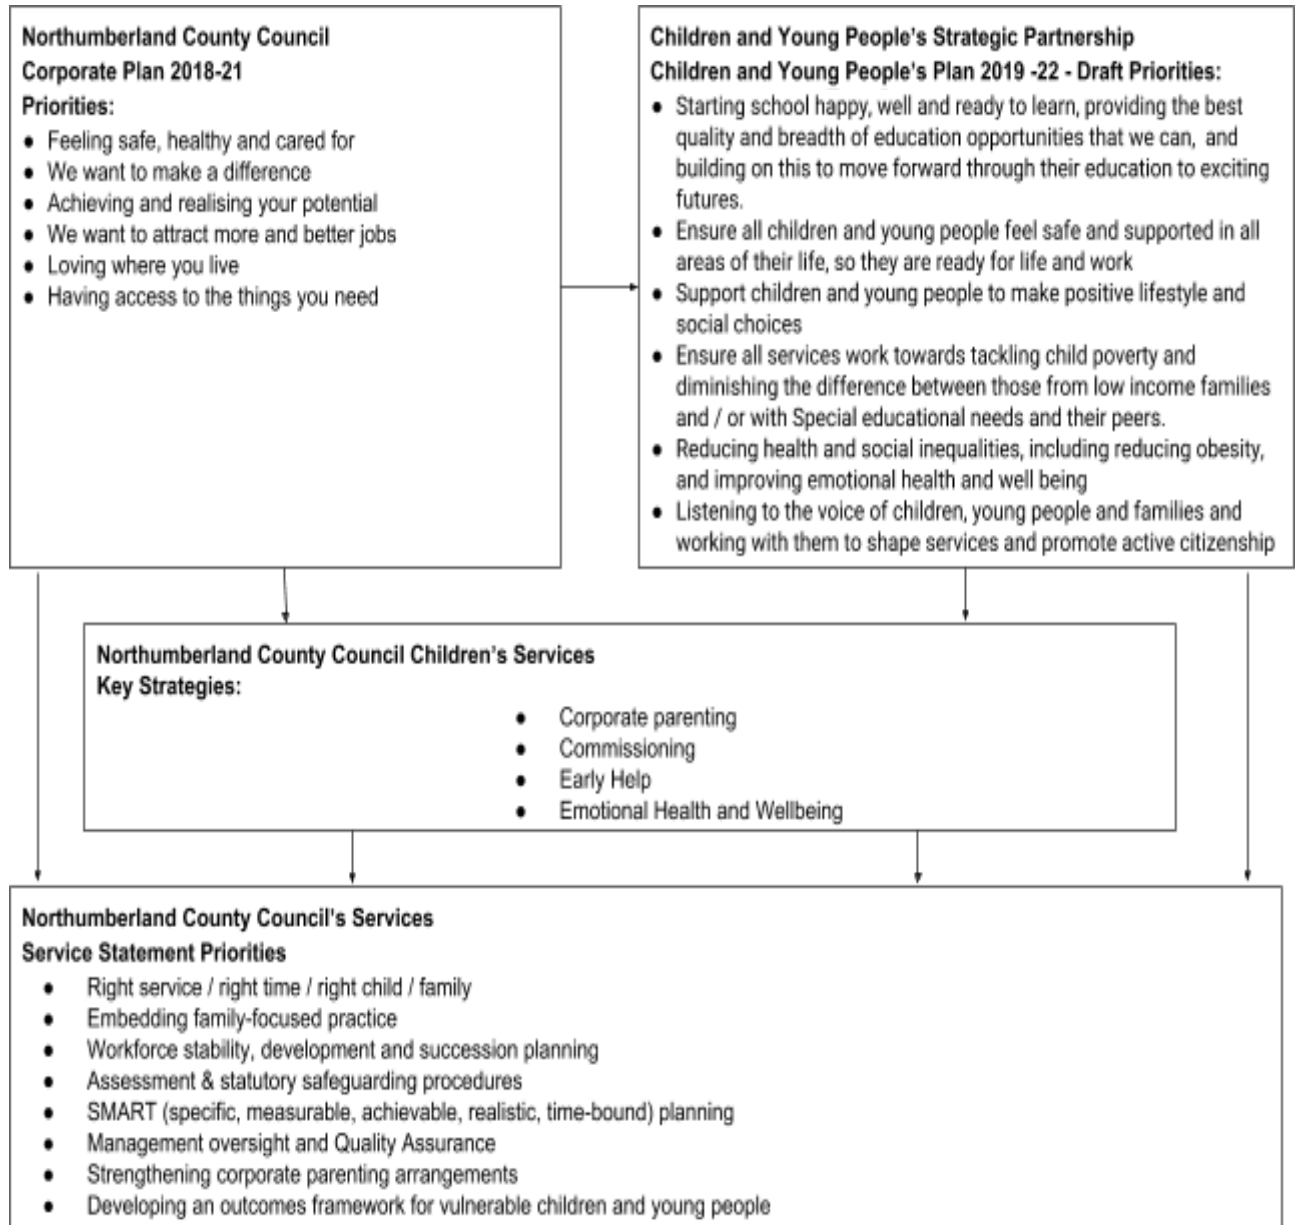 Northumberland County Council
Corporate Plan 2018-21
Priorities:
● Feeling safe, healthy and cared for
● We want to make a difference
● Achieving and realising your potential
● We want to attract more and better jobs
● Loving where you live
● Having access to the things you need
Children and Young People's Strategic Partnership
Children and Young People's Plan 2019 -22 - Draft Priorities:
● Starting school happy, well and ready to learn, providing the best
quality and breadth of education opportunities that we can, and
building on this to move forward through their education to exciting
futures.
● Ensure all children and young people feel safe and supported in all
areas of their life, so they are ready for life and work
● Support children and young people to make positive lifestyle and
social choices
● Ensure all services work towards tackling child poverty and
diminishing the difference between those from low income families
and / or with Special educational needs and their peers.
● Reducing health and social inequalities, including reducing obesity,
and improving emotional health and well being
● Listening to the voice of children, young people and families and
working with them to shape services and promote active citizenship
Northumberland County Council Children's Services
Key Strategies:
● Corporate parenting
● Commissioning
● Early Help
● Emotional Health and Wellbeing
Northumberland County Council's Services
Service Statement Priorities
● Right service / right time / right child / family
● Embedding family-focused practice
● Workforce stability, development and succession planning
● Assessment & statutory safeguarding procedures
● SMART (specific, measurable, achievable, realistic, time-bound) planning
● Management oversight and Quality Assurance
● Strengthening corporate parenting arrangements
● Developing an outcomes framework for vulnerable children and young people